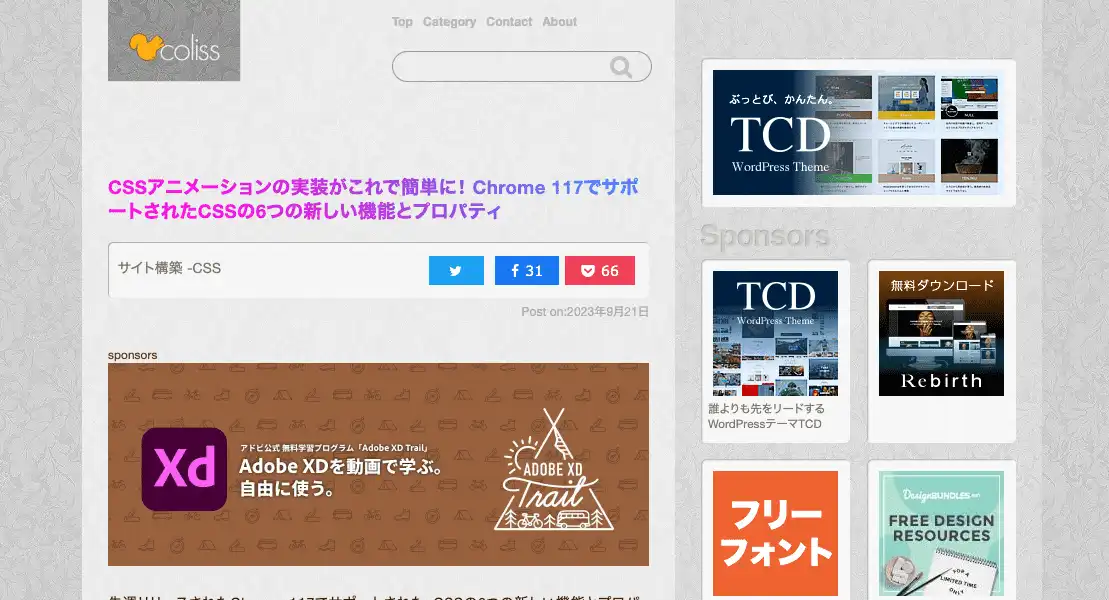 coliss
Top Category Contact About
CSSアニメーションの実装がこれで簡単に! Chrome 117でサポ
ートされたCSSの6つの新しい機能とプロパティ
サイト構築 -CSS
31
66
Post on:2023年9月21日
sponsors
Xd
アドビ公式 無料学習プログラム「Adobe XD Trail」
Adobe XDを動画で学ぶ。
自由に使う。
ADOBE XD
Trail
ぶっとび、かんたん。
TCD
WordPress Theme
Sponsors
TCD
WordPress Theme
誰よりも先をリードする
WordPressテーマTCD
無料ダウンロード
Rebirth
フリー
フォント
DesignBUNDLES.net
FREE DESIGN
RESOURCES
FOR A
LIMITED TIME
ONLY